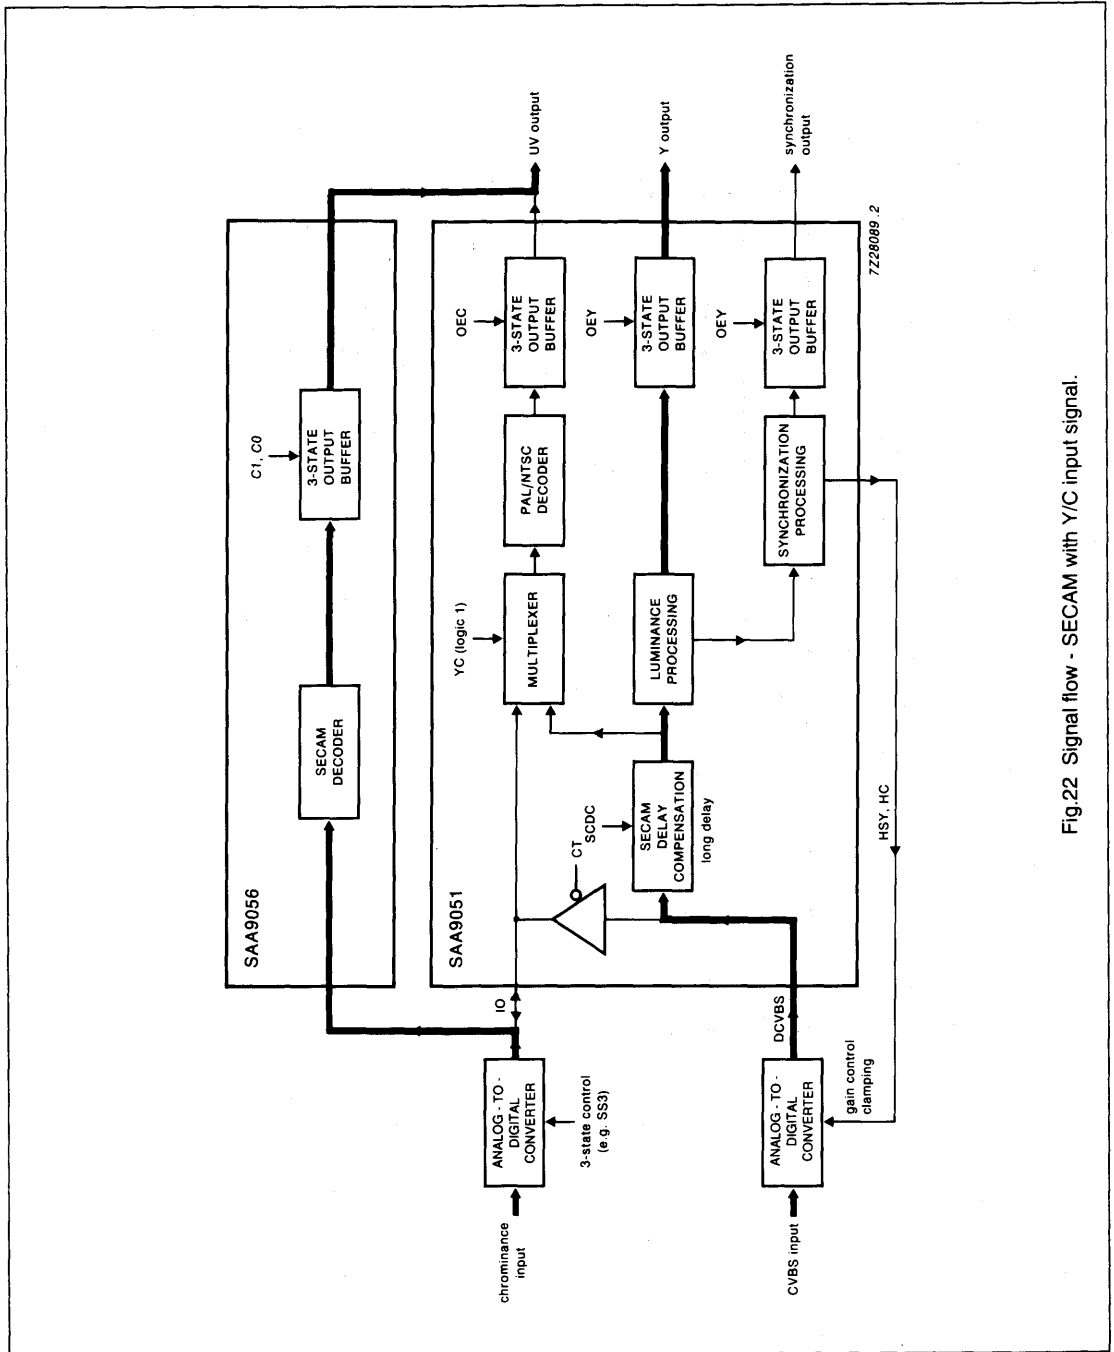 SAA9056
SECAM
DECODER
C1, C0
3-STATE
OUTPUT
BUFFER
UV output
SAA9051
chrominance
input
ANALOG - TO -
DIGITAL
CONVERTER
3-state control
(e.g. SS3)
IO
YC (logic 1)
MULTIPLEXER
PAL/NTSC
DECODER
OEC
3-STATE
OUTPUT
BUFFER
CT
SCDC
SECAM
DELAY
COMPENSATION
long delay
LUMINANCE
PROCESSING
OEY
3-STATE
OUTPUT
BUFFER
Y output
CVBS input
ANALOG - TO -
DIGITAL
CONVERTER
DCVBS
gain control
clamping
SYNCHRONIZATION
PROCESSING
OEY
3-STATE
OUTPUT
BUFFER
synchronization
output
HSY, HC
7Z28089 .2
Fig.22 Signal flow - SECAM with Y/C input signal.